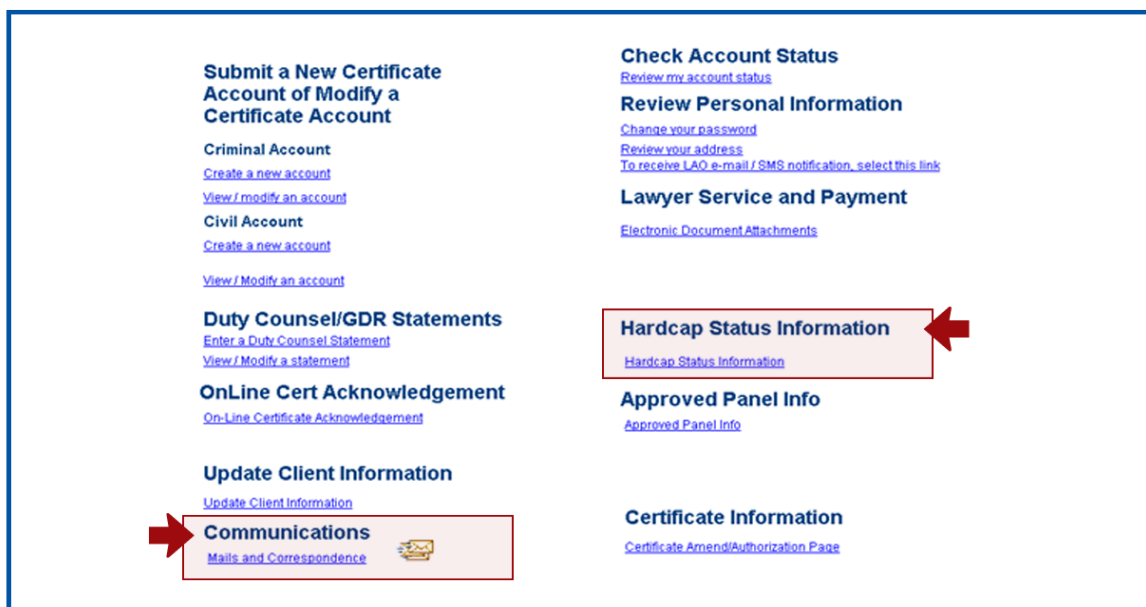 Submit a New Certificate
Account of Modify a
Certificate Account
Criminal Account
Create a new account
View / modify an account
Civil Account
Create a new account
View / Modify an account
Duty Counsel/GDR Statements
Enter a Duty Counsel Statement
View / Modify a statement
OnLine Cert Acknowledgement
On-Line Certificate Acknowledgement
Update Client Information
Update Client Information
Communications
Mails and Correspondence
Check Account Status
Review my account status
Review Personal Information
Change your password
Review your address
To receive LAO e-mail / SMS notification, select this link
Lawyer Service and Payment
Electronic Document Attachments
Hardcap Status Information
Hardcap Status Information
Approved Panel Info
Approved Panel Info
Certificate Information
Certificate Amend/Authorization Page